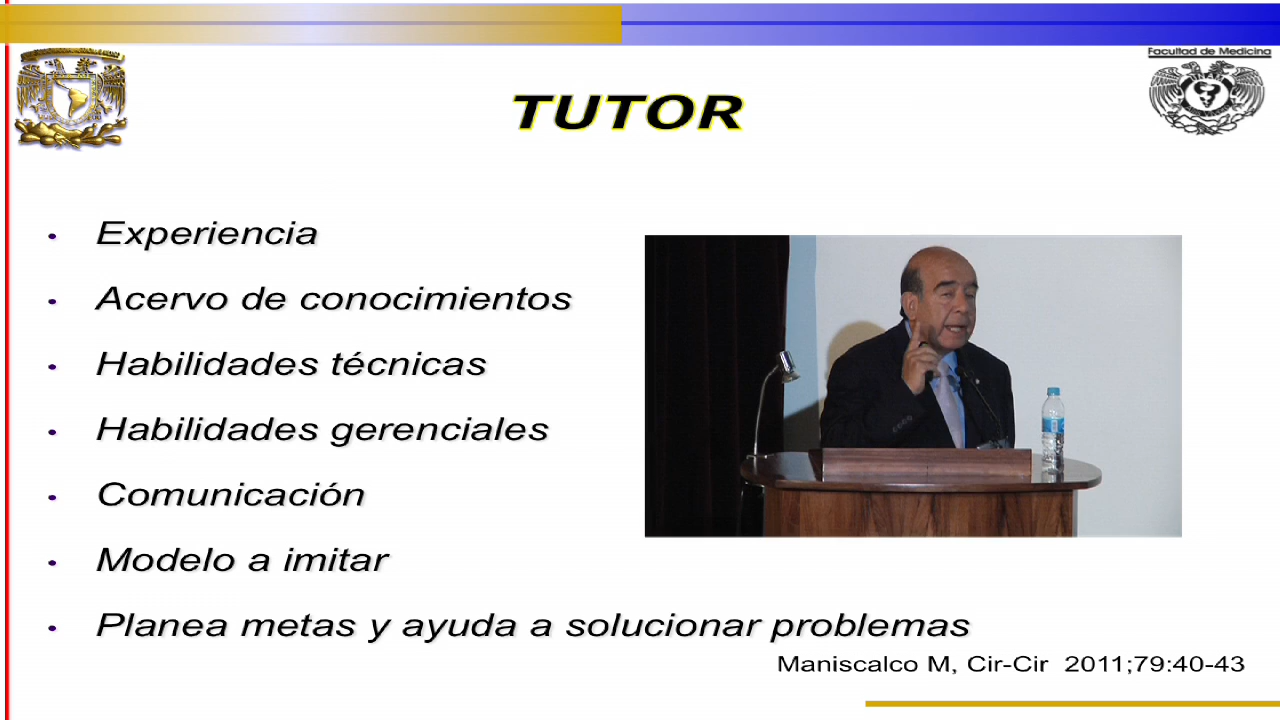 Facultad de Medicina
UNAM
TUTOR
• Experiencia
• Acervo de conocimientos
• Habilidades técnicas
• Habilidades gerenciales
• Comunicación
• Modelo a imitar
• Planea metas y ayuda a solucionar problemas
Maniscalco M, Cir-Cir 2011;79:40-43